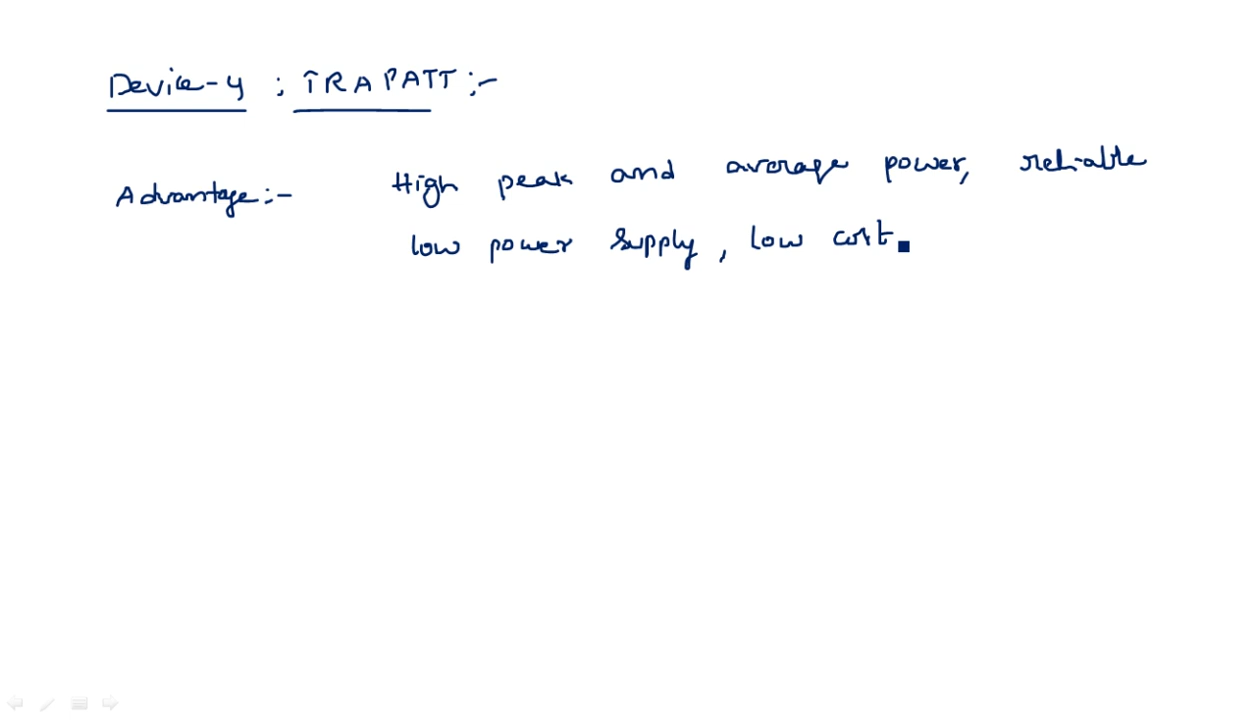 Device-4 : TRAPATT :-
Advantage :- High peak and average power, reliable
low power supply, low cost.